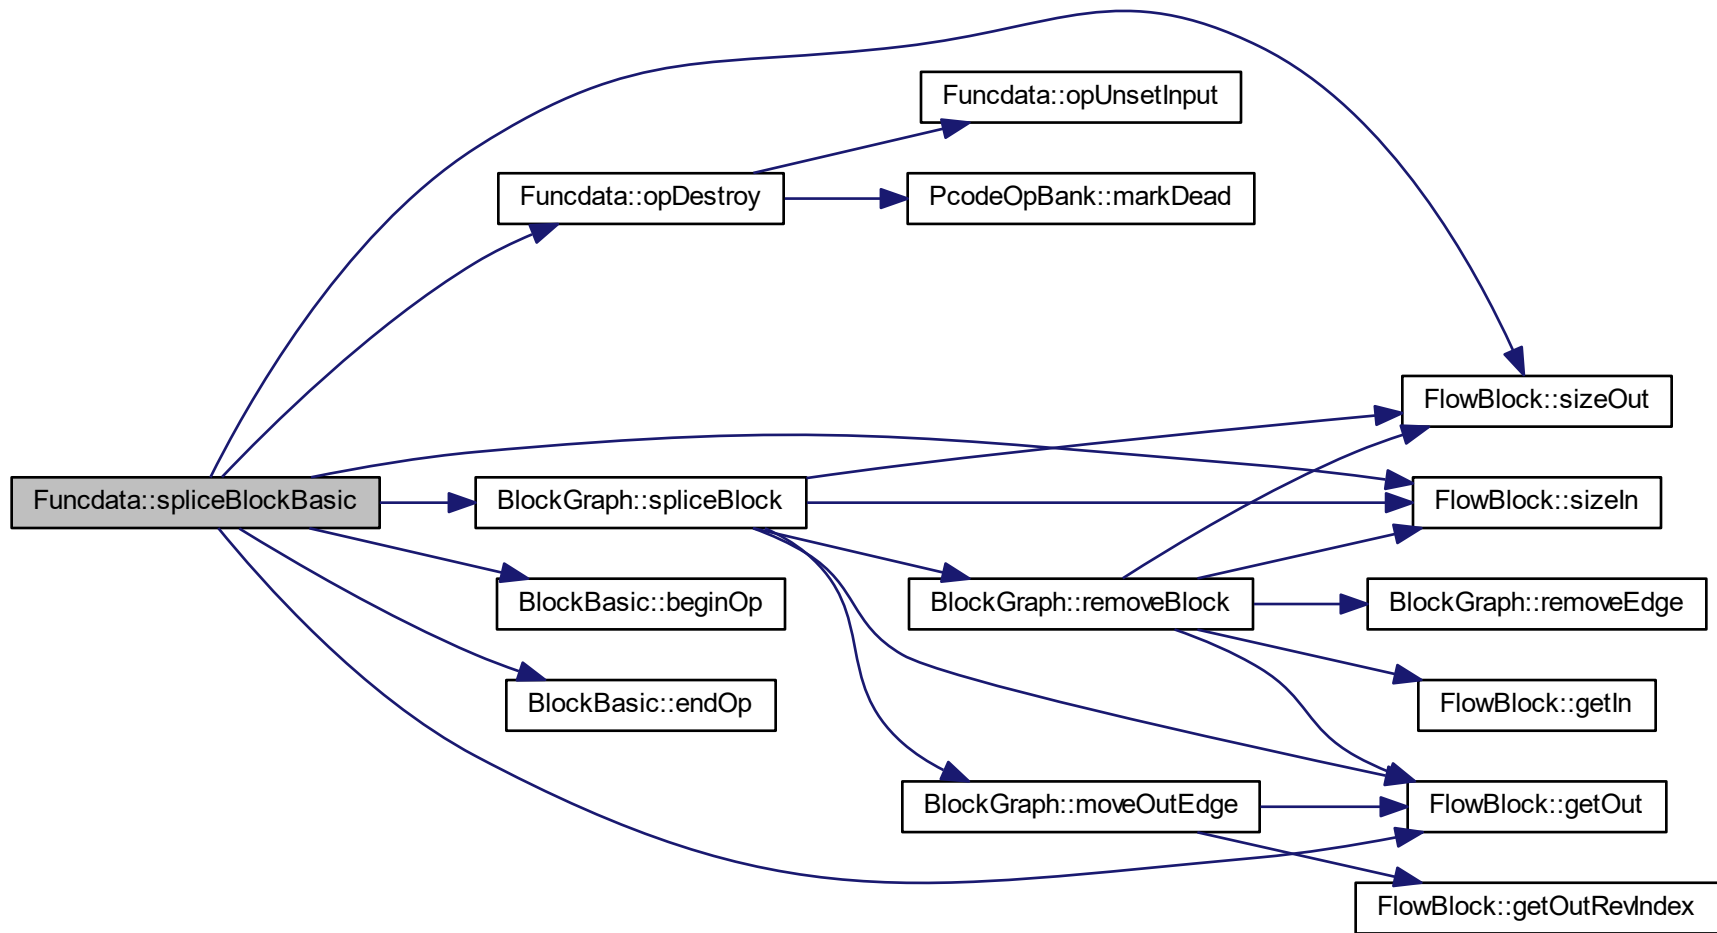 Funcdata::opUnsetInput
Funcdata::opDestroy
PcodeOpBank::markDead
FlowBlock::sizeOut
Funcdata::spliceBlockBasic
BlockGraph::spliceBlock
FlowBlock::sizeIn
BlockBasic::beginOp
BlockGraph::removeBlock
BlockGraph::removeEdge
BlockBasic::endOp
FlowBlock::getIn
BlockGraph::moveOutEdge
FlowBlock::getOut
FlowBlock::getOutRevIndex